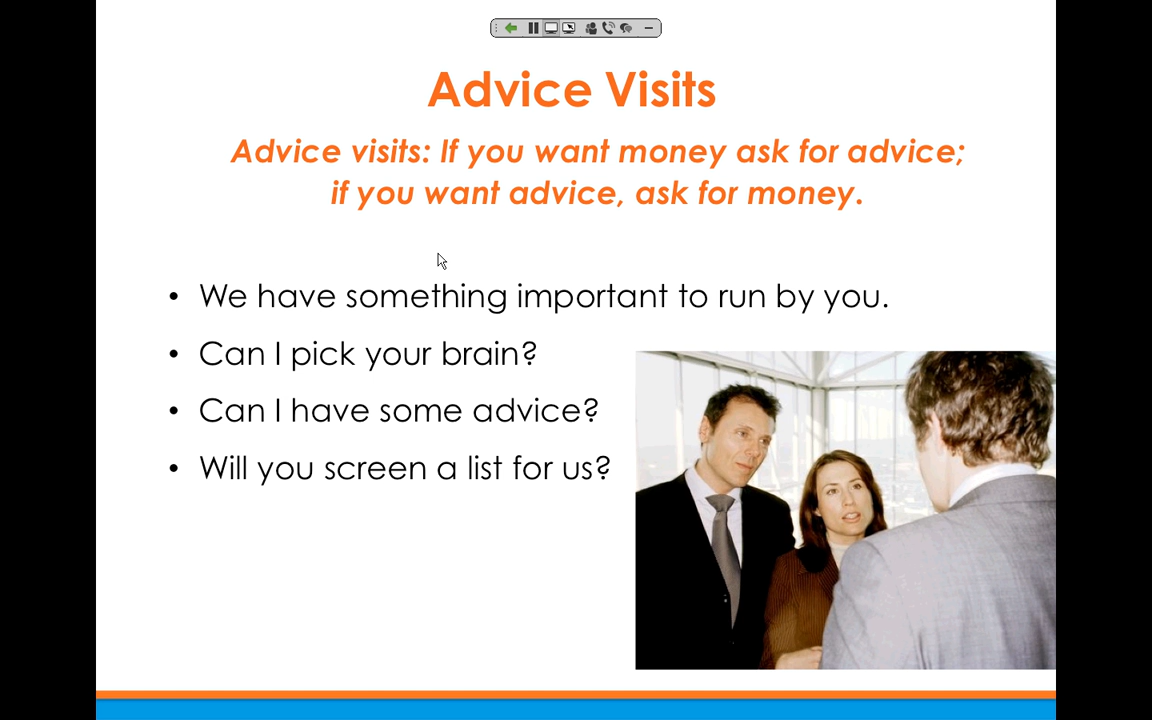 Advice Visits
Advice visits: If you want money ask for advice;
if you want advice, ask for money.
• We have something important to run by you.
• Can I pick your brain?
• Can I have some advice?
• Will you screen a list for us?